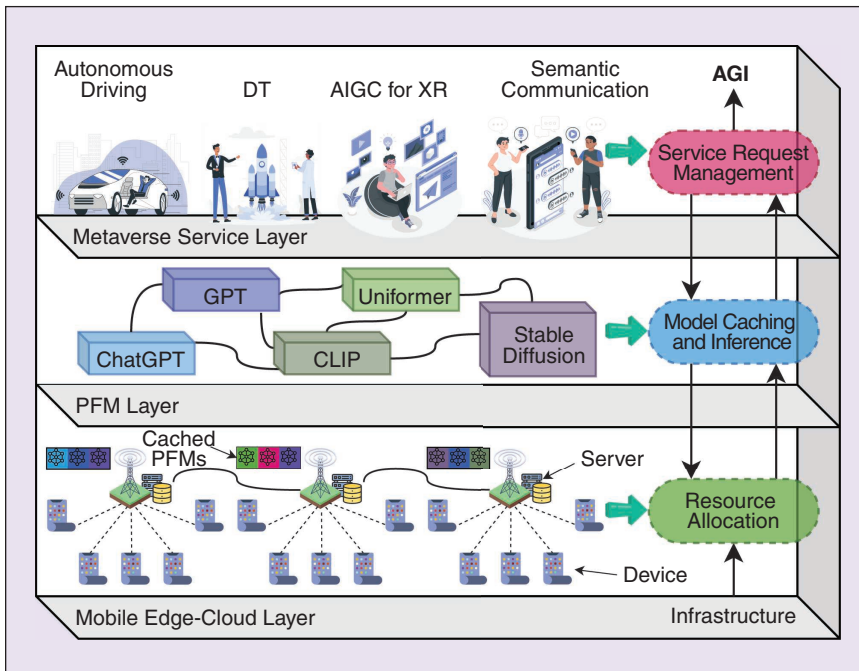 Autonomous
Driving
DT
AIGC for XR
Semantic
Communication
AGI
Service Request
Management
Metaverse Service Layer
GPT
Uniformer
ChatGPT
CLIP
Stable
Diffusion
Model Caching
and Inference
PFM Layer
Cached
PFMs
Server
Resource
Allocation
Device
Mobile Edge-Cloud Layer
Infrastructure